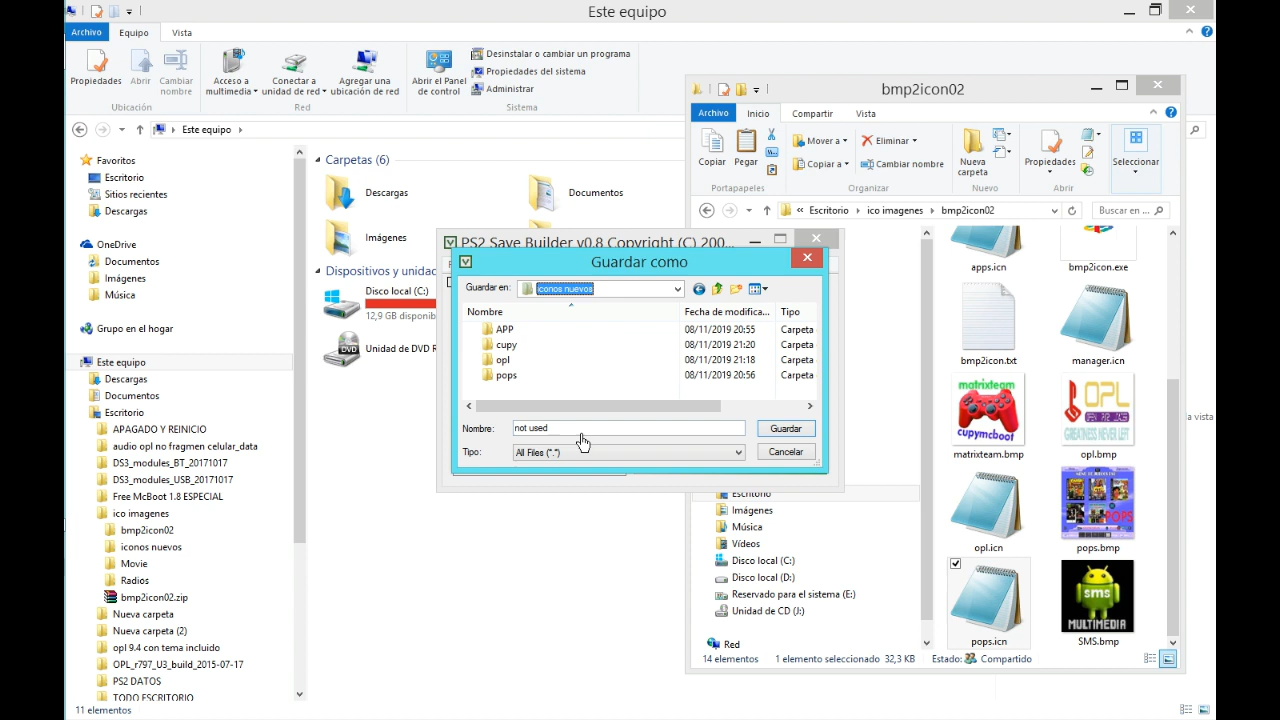 Este equipo
Archivo
Equipo
Vista
Propiedades
Abrir
Cambiar nombre
Acceso a multimedia
Conectar a unidad de red
Agregar una ubicación de red
Abrir el Panel de control
Desinstalar o cambiar un programa
Propiedades del sistema
Administrar
Ubicación
Red
Sistema
Este equipo
Favoritos
Escritorio
Sitios recientes
Descargas
OneDrive
Documentos
Imágenes
Música
Grupo en el hogar
Este equipo
Descargas
Documentos
Escritorio
APAGADO Y REINICIO
audio opl no fragmen celular_data
DS3_modules_BT_20171017
DS3_modules_USB_20171017
Free McBoot 1.8 ESPECIAL
ico imagenes
bmp2icon02
iconos nuevos
Movie
Radios
bmp2icon02.zip
Nueva carpeta
Nueva carpeta (2)
opl 9.4 con tema incluido
OPL_r797_U3_build_2015-07-17
PS2 DATOS
TODO ESCRITORIO
11 elementos
Carpetas (6)
Descargas
Documentos
Imágenes
Dispositivos y unidad
Disco local (C:)
12,9 GB disponib
Unidad de DVD R
PS2 Save Builder v0.8 Copyright (C) 200...
Guardar como
Guardar en:
iconos nuevos
Nombre
Fecha de modifica...
Tipo
APP 08/11/2019 20:55 Carpeta
cupy 08/11/2019 21:20 Carpeta
opl 08/11/2019 21:18 Carpeta
pops 08/11/2019 20:56 Carpeta
Nombre:
not used
Guardar
Tipo:
All Files (*.*)
Cancelar
bmp2icon02
Archivo
Inicio
Compartir
Vista
Copiar
Pegar
Mover a
Copiar a
Eliminar
Cambiar nombre
Nueva carpeta
Propiedades
Seleccionar
Portapapeles
Organizar
Nuevo
Abrir
« Escritorio
ico imagenes
bmp2icon02
Buscar en ...
apps.icn
bmp2icon.exe
bmp2icon.txt
manager.icn
matrixteam
cupymcboot
matrixteam.bmp
OPL
GREATNESS NEVER LEFT
opl.bmp
opl.icn
POPS
pops.bmp
pops.icn
sms
MULTIMEDIA
SMS.bmp
Escritorio
Imágenes
Música
Vídeos
Disco local (C:)
Disco local (D:)
Reservado para el sistema (E:)
Unidad de CD (J:)
Red
14 elementos
1 elemento seleccionado 32,3 KB
Estado:
Compartido
a vista